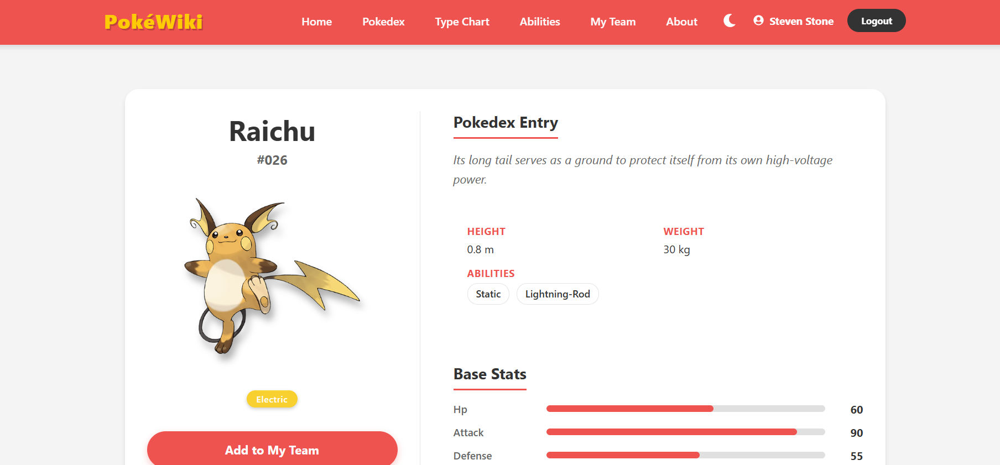 PokéWiki
Home
Pokedex
Type Chart
Abilities
My Team
About
Steven Stone
Logout
Raichu
#026
Electric
Add to My Team
Pokedex Entry
Its long tail serves as a ground to protect itself from its own high-voltage
power.
HEIGHT
0.8 m
WEIGHT
30 kg
ABILITIES
Static
Lightning-Rod
Base Stats
Hp 60
Attack 90
Defense 55